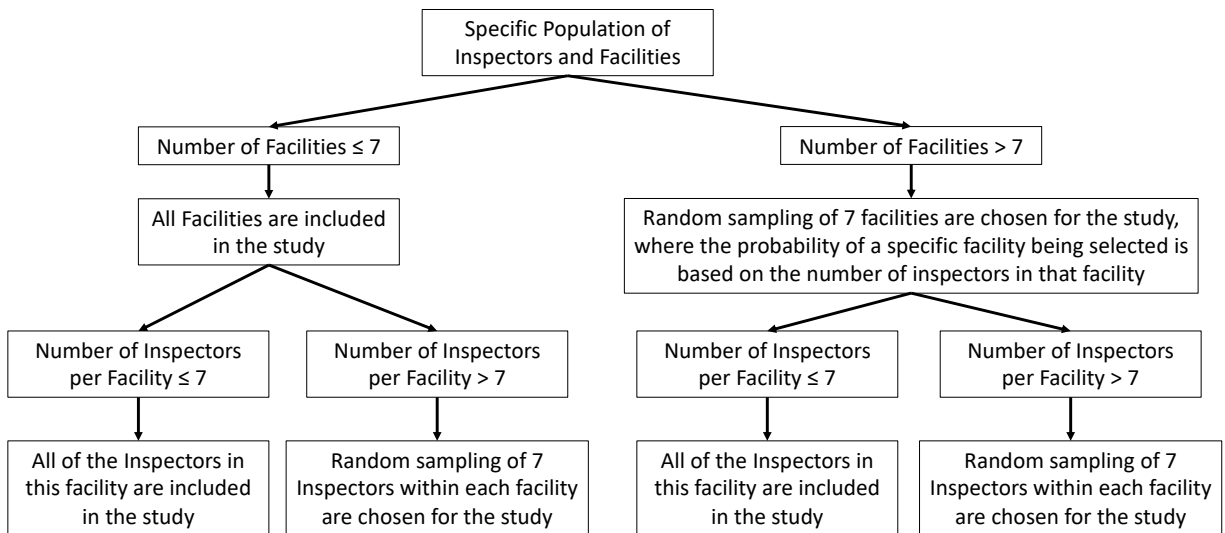 Specific Population of
Inspectors and Facilities
Number of Facilities ≤ 7
Number of Facilities > 7
All Facilities are included
in the study
Random sampling of 7 facilities are chosen for the study,
where the probability of a specific facility being selected is
based on the number of inspectors in that facility
Number of Inspectors
per Facility ≤ 7
Number of Inspectors
per Facility > 7
Number of Inspectors
per Facility ≤ 7
Number of Inspectors
per Facility > 7
All of the Inspectors in
this facility are included
in the study
Random sampling of 7
Inspectors within each facility
are chosen for the study
All of the Inspectors in
this facility are included
in the study
Random sampling of 7
Inspectors within each facility
are chosen for the study